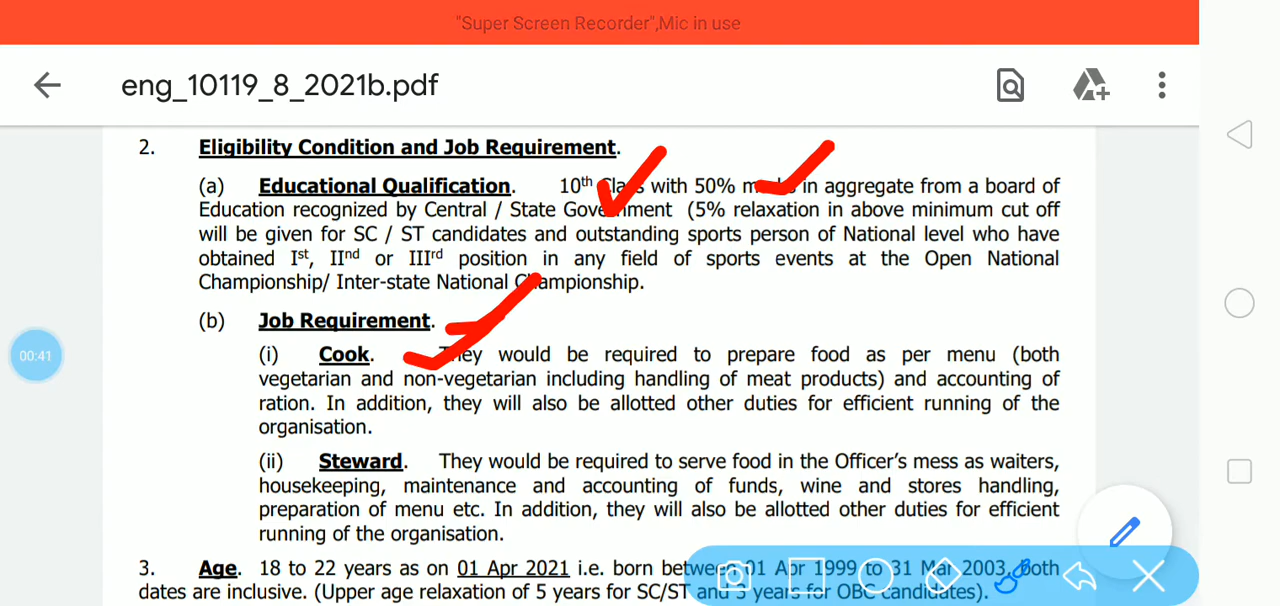 "Super Screen Recorder",Mic in use
eng_10119_8_2021b.pdf
2. Eligibility Condition and Job Requirement.
(a) Educational Qualification. 10th Class with 50% marks in aggregate from a board of
Education recognized by Central / State Government (5% relaxation in above minimum cut off
will be given for SC / ST candidates and outstanding sports person of National level who have
obtained Ist, IInd or IIIrd position in any field of sports events at the Open National
Championship/ Inter-state National Championship.
(b) Job Requirement.
(i) Cook. They would be required to prepare food as per menu (both
00:41
vegetarian and non-vegetarian including handling of meat products) and accounting of
ration. In addition, they will also be allotted other duties for efficient running of the
organisation.
(ii) Steward. They would be required to serve food in the Officer's mess as waiters,
housekeeping, maintenance and accounting of funds, wine and stores handling,
preparation of menu etc. In addition, they will also be allotted other duties for efficient
running of the organisation.
3. Age. 18 to 22 years as on 01 Apr 2021 i.e. born between 01 Apr 1999 to 31 Mar 2003, both
dates are inclusive. (Upper age relaxation of 5 years for SC/ST and 3 years for OBC candidates).